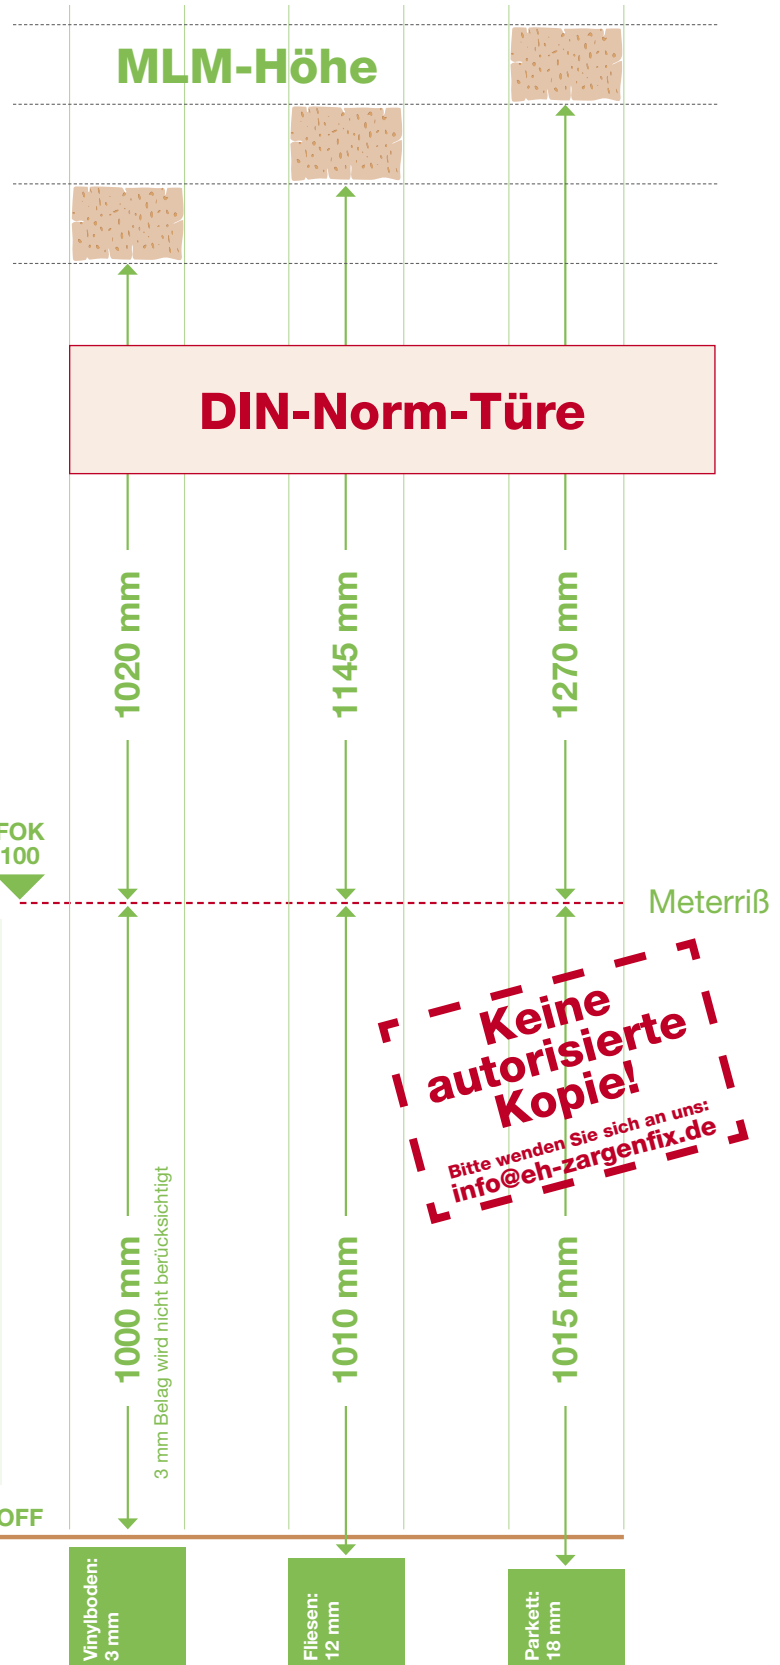 MLM-Höhe
DIN-Norm-Türe
1020 mm
1145 mm
1270 mm
FOK
100
Meterriß
Keine
autorisierte
Kopie!
Bitte wenden Sie sich an uns:
info@eh-zargenfix.de
1000 mm
3 mm Belag wird nicht berücksichtigt
1010 mm
1015 mm
OFF
Vinylboden:
3 mm
Fliesen:
12 mm
Parkett:
18 mm